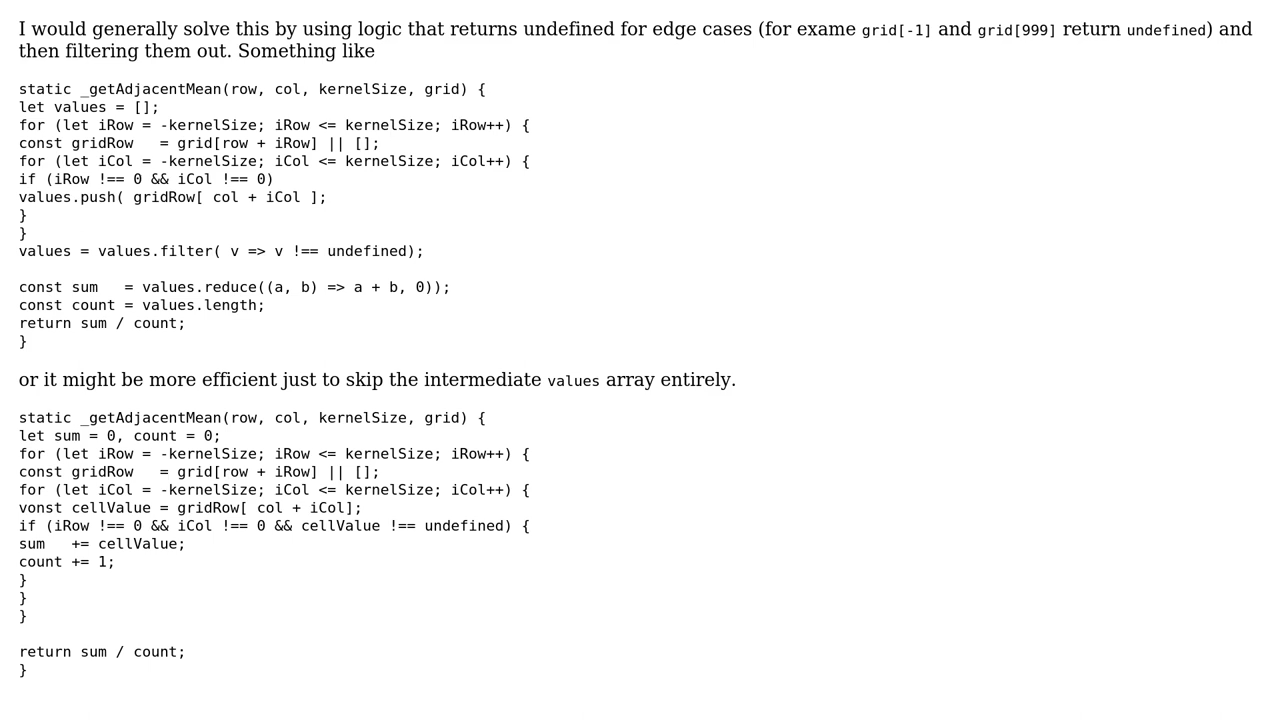 I would generally solve this by using logic that returns undefined for edge cases (for exame grid[-1] and grid[999] return undefined) and
then filtering them out. Something like
static _getAdjacentMean(row, col, kernelSize, grid) {
let values = [];
for (let iRow = -kernelSize; iRow <= kernelSize; iRow++) {
const gridRow   = grid[row + iRow] || [];
for (let iCol = -kernelSize; iCol <= kernelSize; iCol++) {
if (iRow !== 0 && iCol !== 0)
values.push( gridRow[ col + iCol ];
}
}
values = values.filter( v => v !== undefined);
const sum   = values.reduce((a, b) => a + b, 0));
const count = values.length;
return sum / count;
}
or it might be more efficient just to skip the intermediate values array entirely.
static _getAdjacentMean(row, col, kernelSize, grid) {
let sum = 0, count = 0;
for (let iRow = -kernelSize; iRow <= kernelSize; iRow++) {
const gridRow   = grid[row + iRow] || [];
for (let iCol = -kernelSize; iCol <= kernelSize; iCol++) {
vonst cellValue = gridRow[ col + iCol];
if (iRow !== 0 && iCol !== 0 && cellValue !== undefined) {
sum   += cellValue;
count += 1;
}
}
}
return sum / count;
}